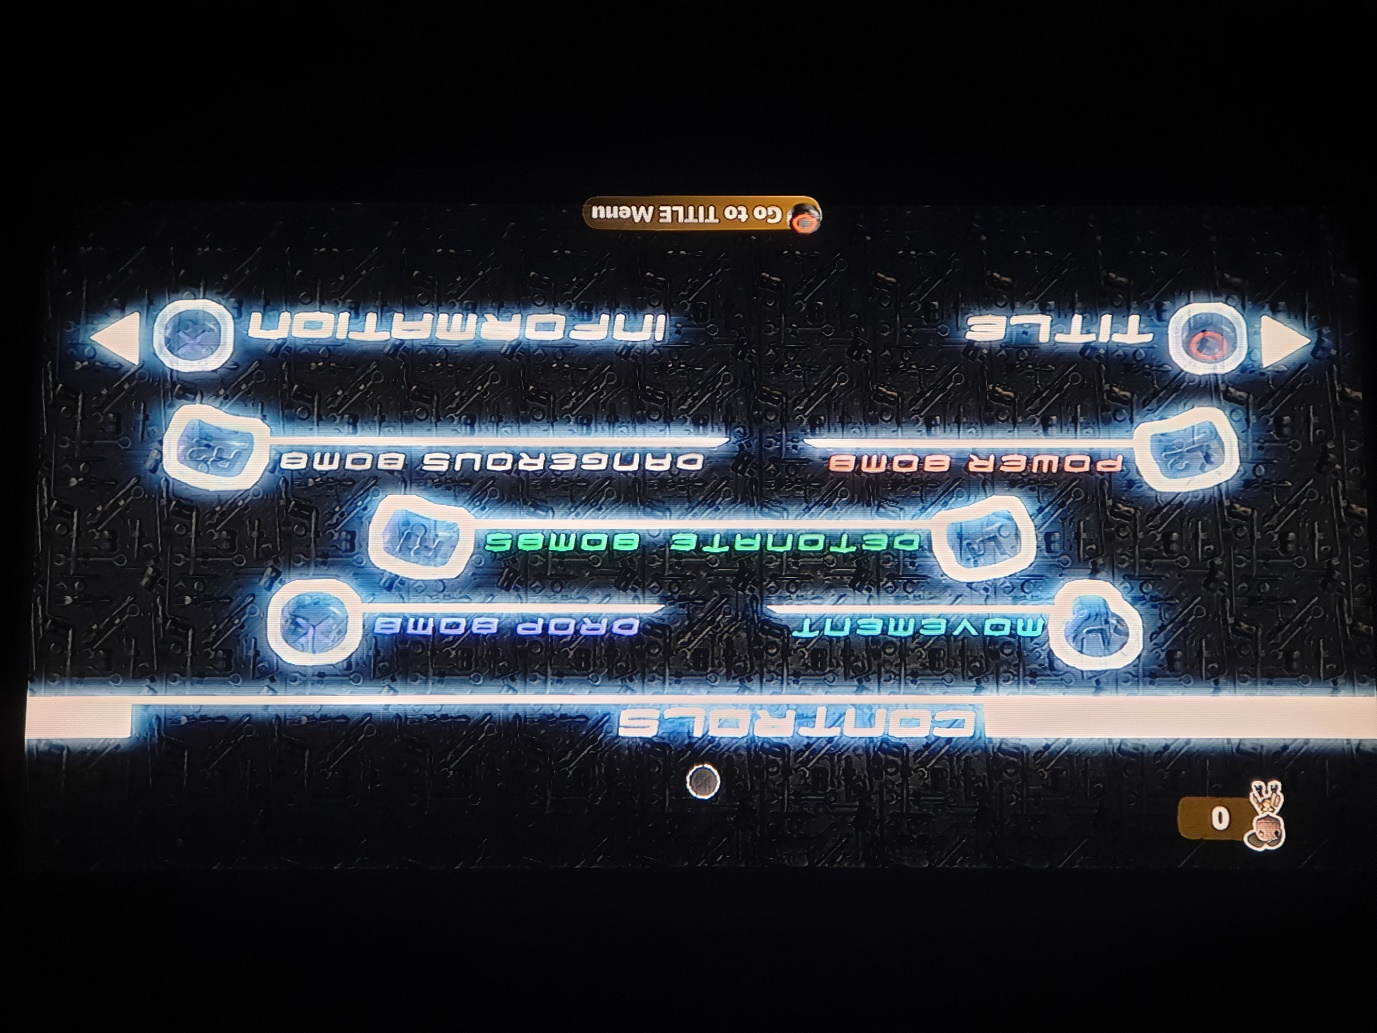 0
CONTROLS
MOVEMENT DROP BOMB
DETONATE BOMBS
POWER BOMB DANGEROUS BOMB
TITLE INFORMATION
Go to TITLE Menu